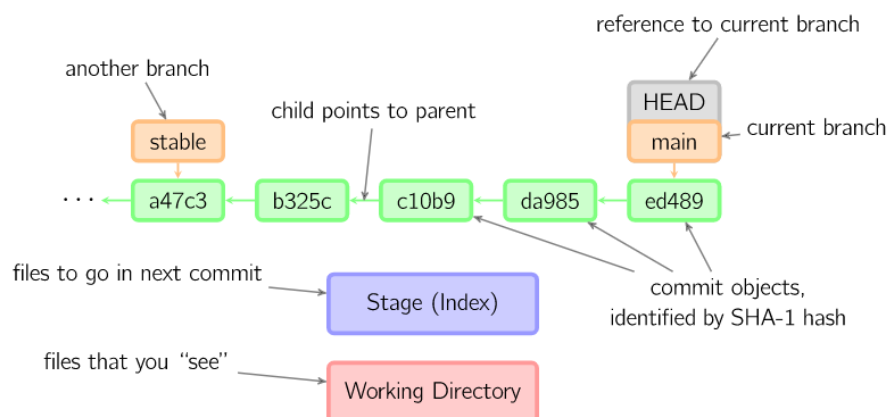 reference to current branch
another branch
HEAD
child points to parent
stable
main
current branch
...
a47c3
b325c
c10b9
da985
ed489
files to go in next commit
Stage (Index)
commit objects,
identified by SHA-1 hash
files that you “see”
Working Directory